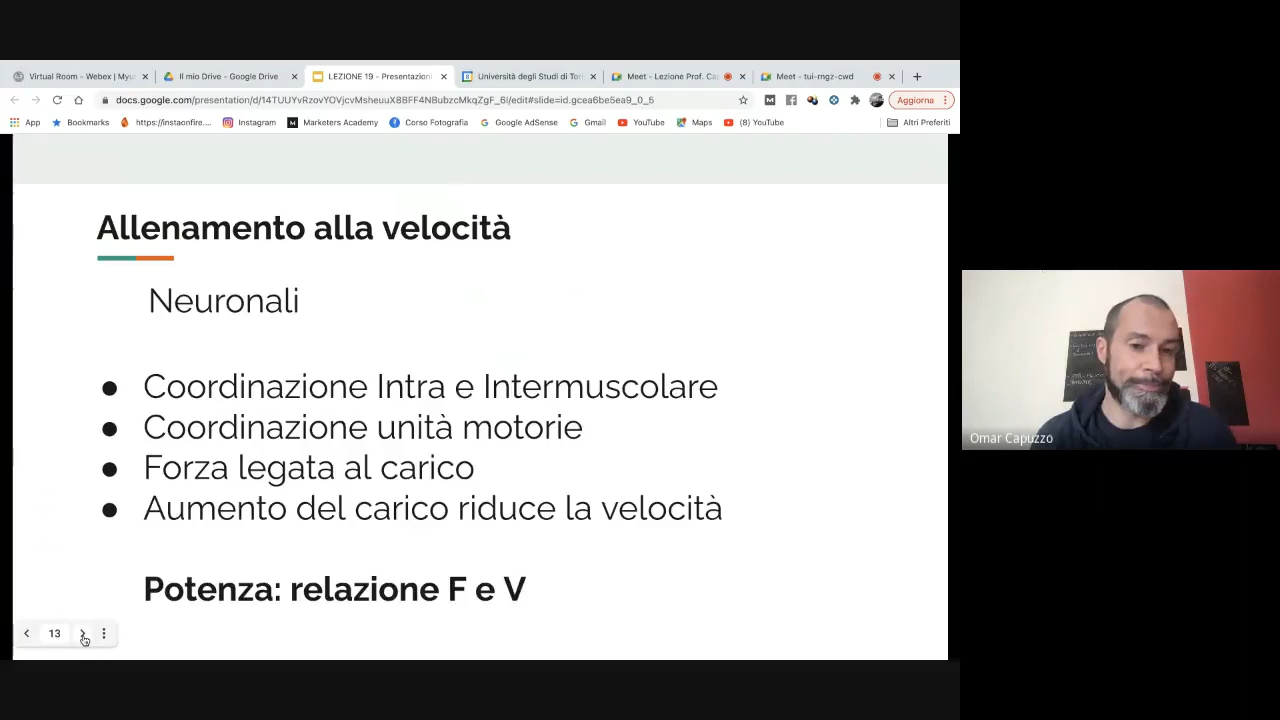 Virtual Room - Webex | Myu
Il mio Drive - Google Drive
LEZIONE 19 - Presentazioni
Università degli Studi di Tori
Meet - Lezione Prof. Ca
Meet - tui-rngz-cwd
docs.google.com/presentation/d/14TUUYvRzovYOVjcvMsheuuX8BFF4NBubzcMkqZgF_6I/edit#slide=id.gcea6be5ea9_0_5
Aggiorna
App
Bookmarks
https://instaonfire....
Instagram
Marketers Academy
Corso Fotografia
Google AdSense
Gmail
YouTube
Maps
(8) YouTube
Altri Preferiti
Allenamento alla velocità
Neuronali
● Coordinazione Intra e Intermuscolare
● Coordinazione unità motorie
● Forza legata al carico
● Aumento del carico riduce la velocità
Potenza: relazione F e V
13
Omar Capuzzo